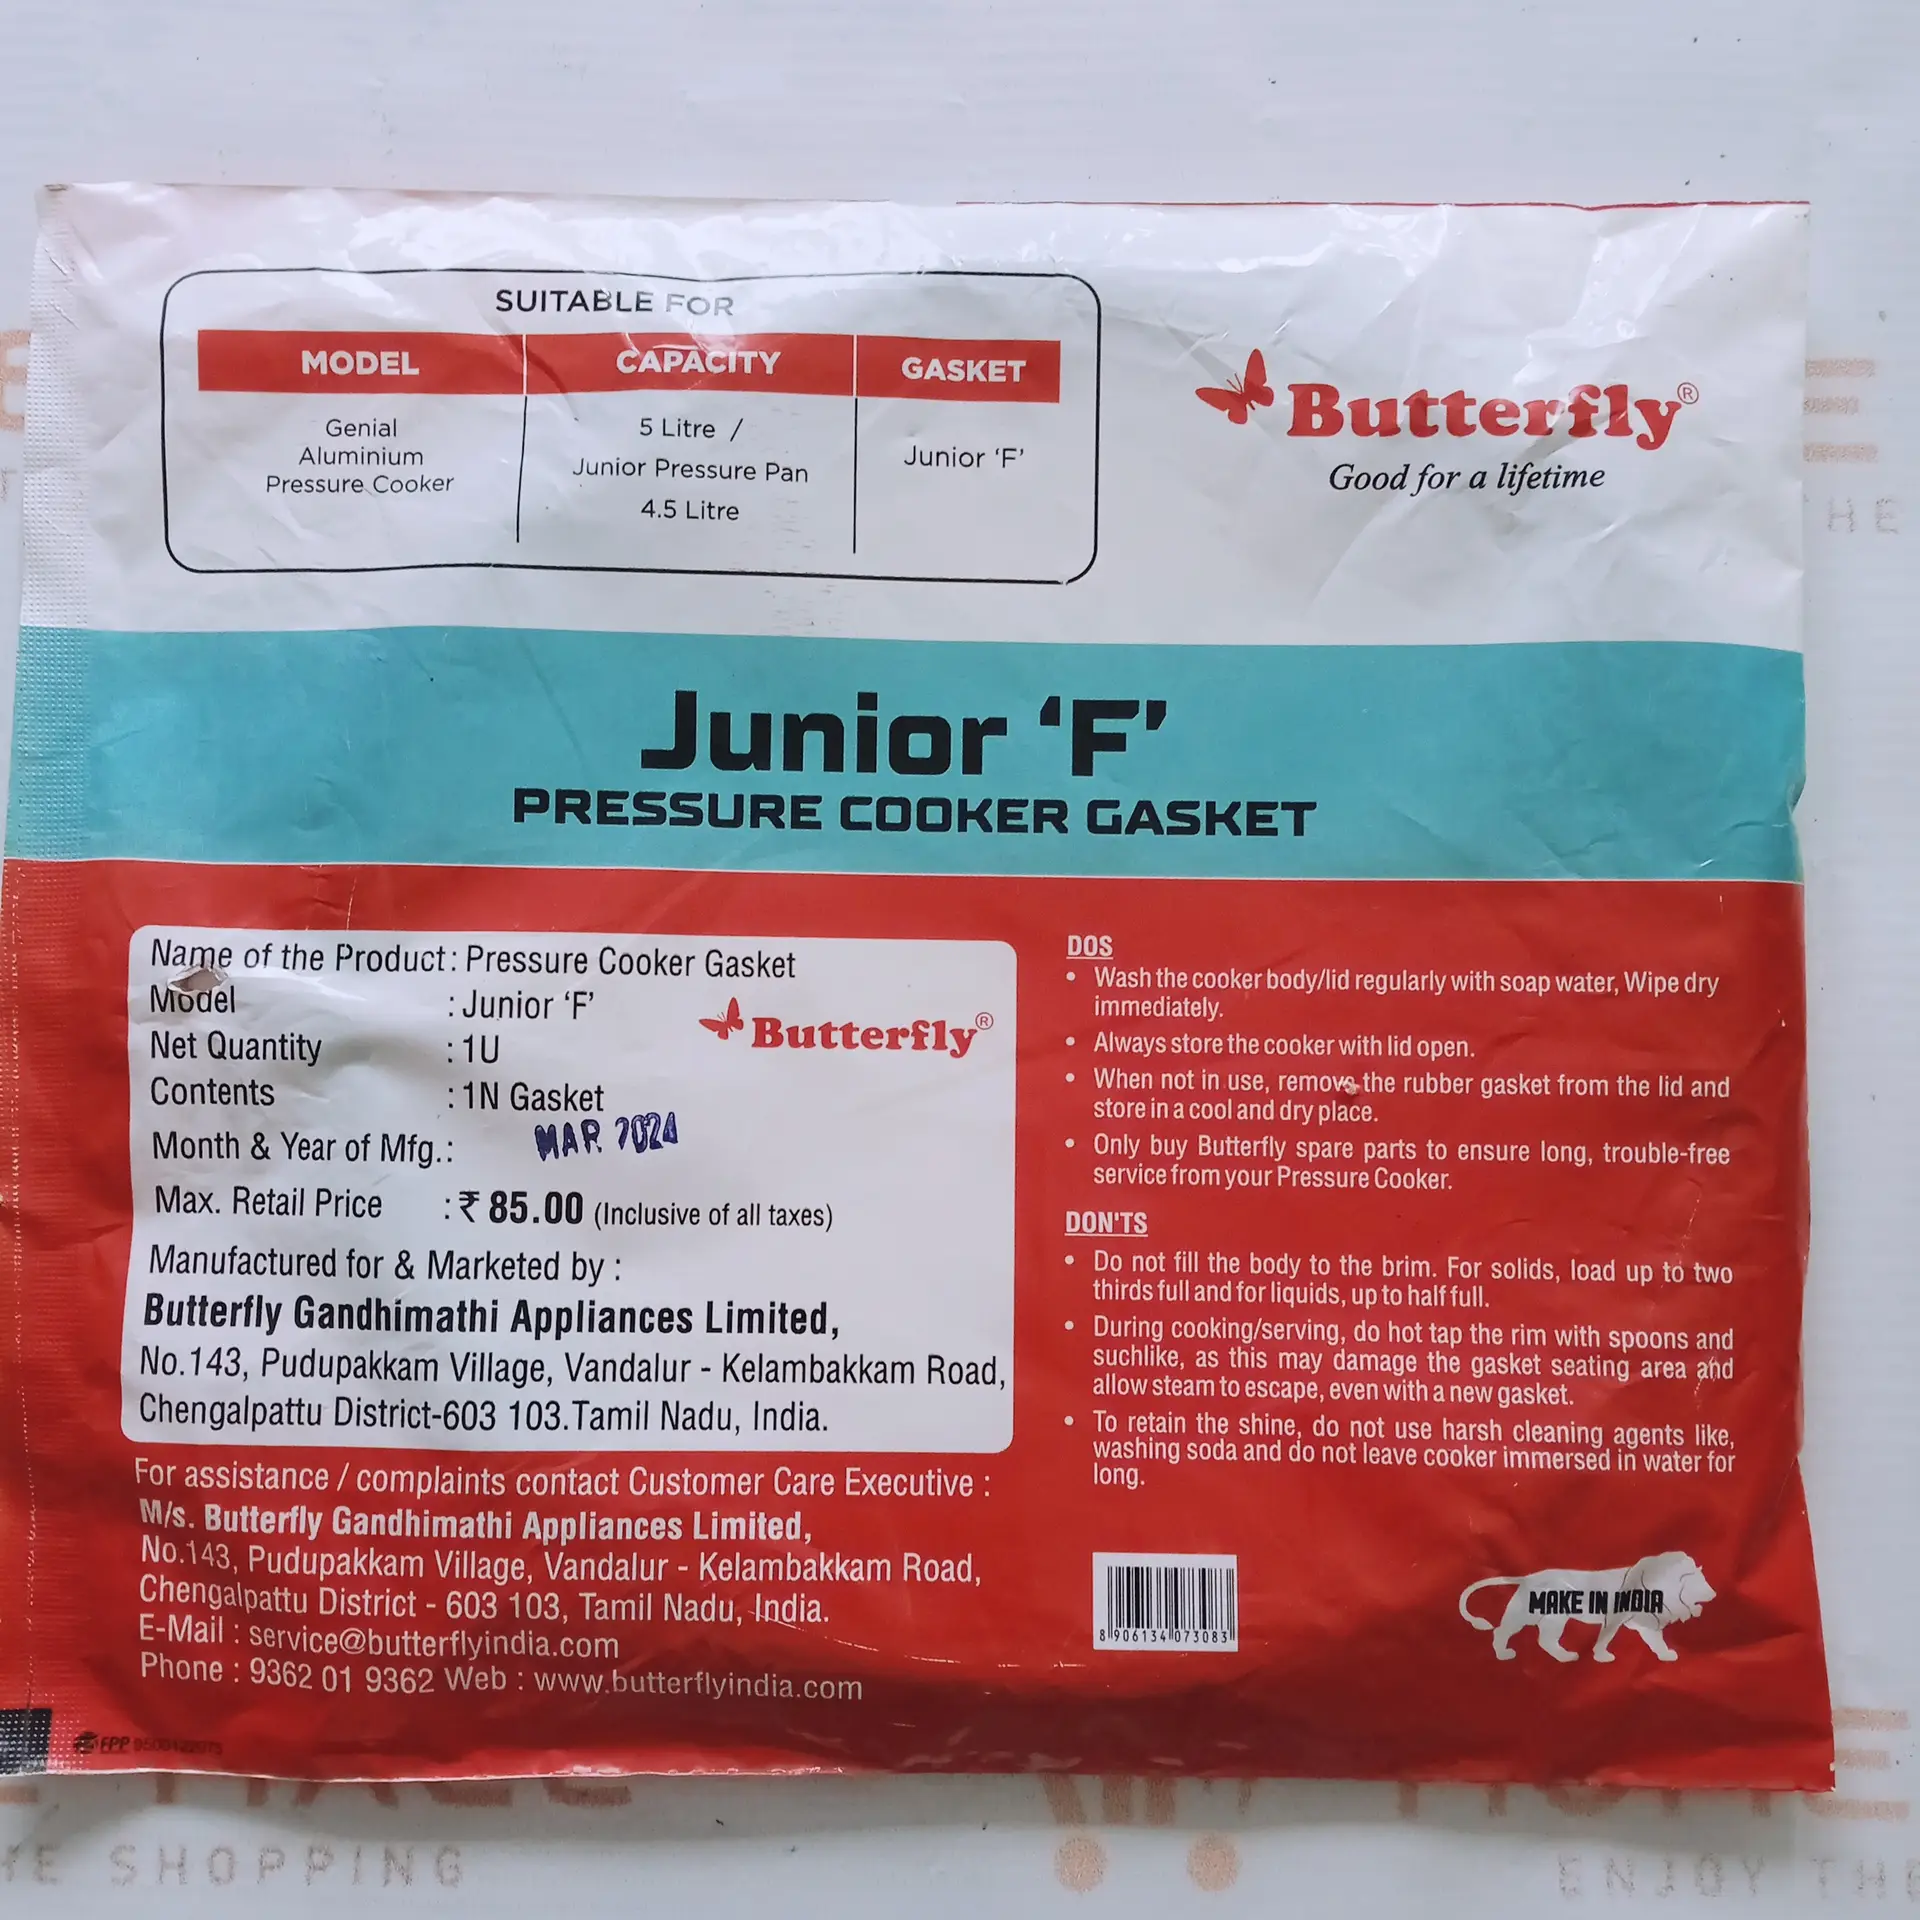 SUITABLE FOR
MODEL CAPACITY GASKET
Genial
Aluminium
Pressure Cooker
5 Litre /
Junior Pressure Pan
4.5 Litre
Junior ‘F’
Butterfly®
Good for a lifetime
Junior ‘F’
PRESSURE COOKER GASKET
Name of the Product : Pressure Cooker Gasket
Model : Junior ‘F’
Butterfly®
Net Quantity : 1U
Contents : 1N Gasket
Month & Year of Mfg.: MAR 2024
Max. Retail Price : ₹ 85.00 (Inclusive of all taxes)
Manufactured for & Marketed by :
Butterfly Gandhimathi Appliances Limited,
No.143, Pudupakkam Village, Vandalur - Kelambakkam Road,
Chengalpattu District-603 103.Tamil Nadu, India.
For assistance / complaints contact Customer Care Executive :
M/s. Butterfly Gandhimathi Appliances Limited,
No.143, Pudupakkam Village, Vandalur - Kelambakkam Road,
Chengalpattu District - 603 103, Tamil Nadu, India.
E-Mail : service@butterflyindia.com
Phone : 9362 01 9362 Web : www.butterflyindia.com
FPP
DOS
• Wash the cooker body/lid regularly with soap water, Wipe dry
immediately.
• Always store the cooker with lid open.
• When not in use, remove the rubber gasket from the lid and
store in a cool and dry place.
• Only buy Butterfly spare parts to ensure long, trouble-free
service from your Pressure Cooker.
DON'TS
• Do not fill the body to the brim. For solids, load up to two
thirds full and for liquids, up to half full.
• During cooking/serving, do hot tap the rim with spoons and
suchlike, as this may damage the gasket seating area and
allow steam to escape, even with a new gasket.
• To retain the shine, do not use harsh cleaning agents like,
washing soda and do not leave cooker immersed in water for
long.
8 906134 073083
MAKE IN INDIA
SHOPPING
ENJOY